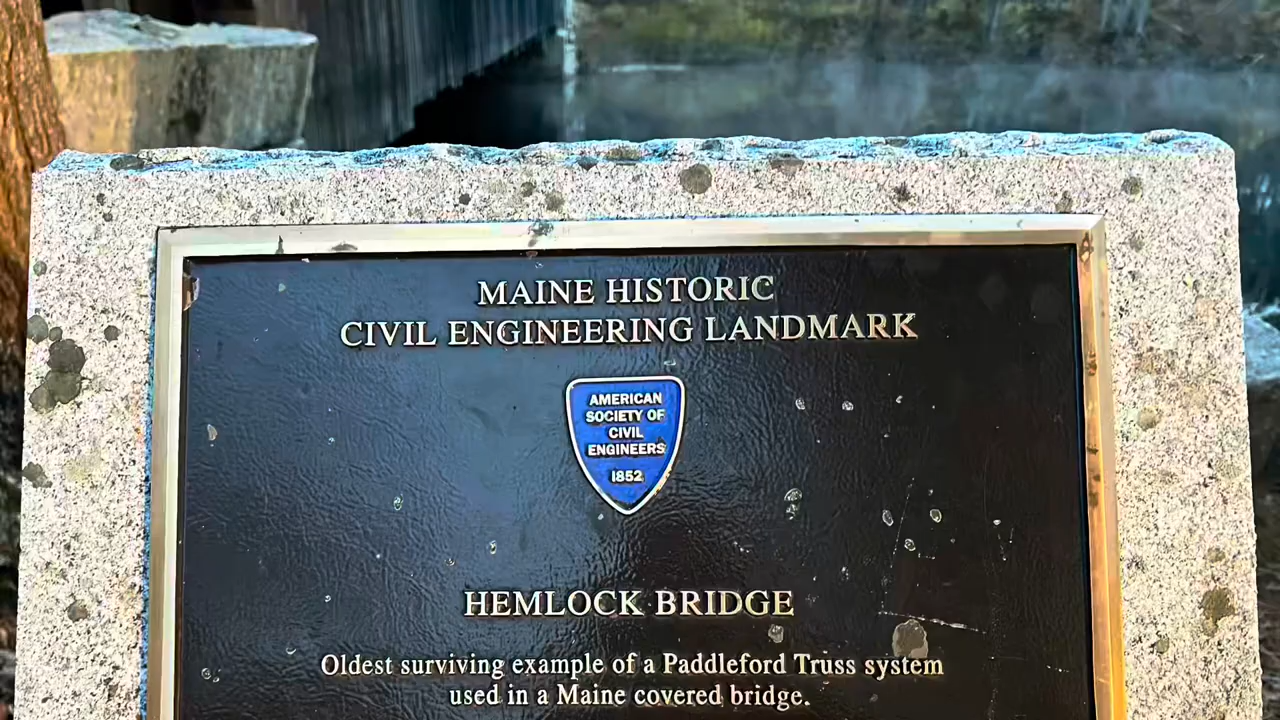 MAINE HISTORIC
CIVIL ENGINEERING LANDMARK
AMERICAN
SOCIETY OF
CIVIL
ENGINEERS
1852
HEMLOCK BRIDGE
Oldest surviving example of a Paddleford Truss system
used in a Maine covered bridge.